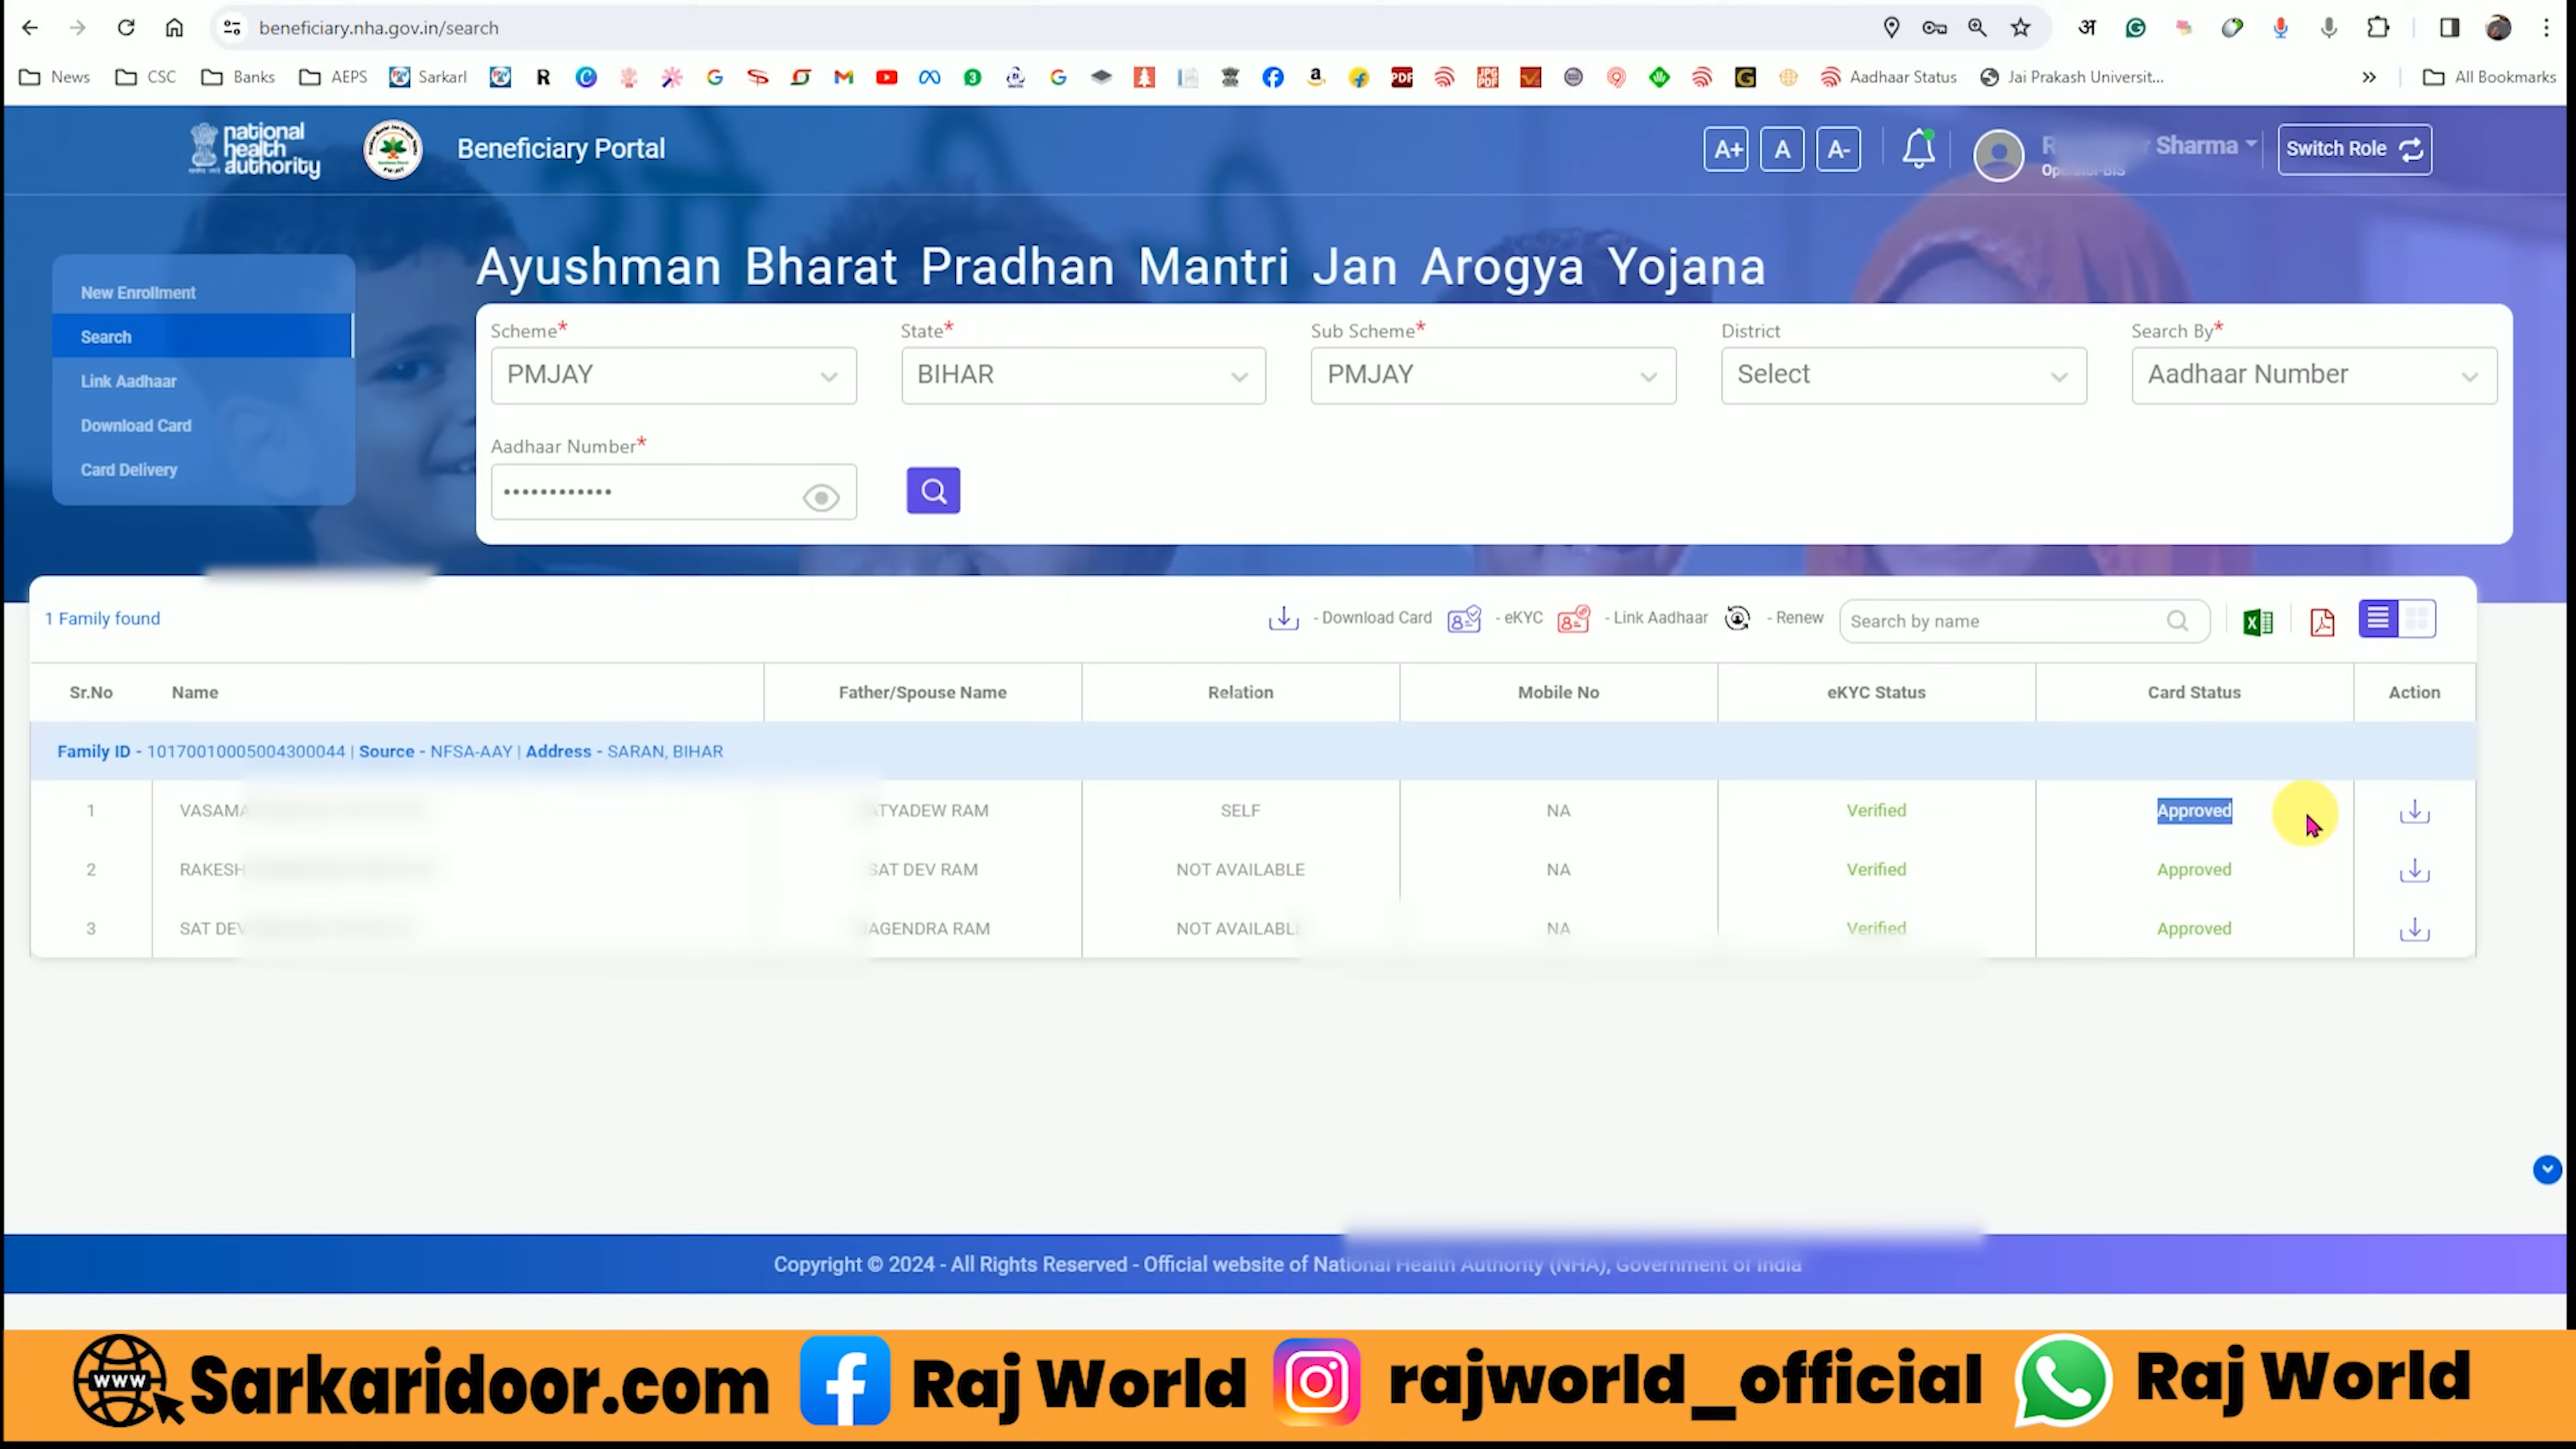 beneficiary.nha.gov.in/search
News CSC Banks AEPS Sarkarl Aadhaar Status Jai Prakash Universit... All Bookmarks
national health authority
Beneficiary Portal
A+ A A-
Sharma
Switch Role
Ayushman Bharat Pradhan Mantri Jan Arogya Yojana
New Enrollment
Search
Link Aadhaar
Download Card
Card Delivery
Scheme* State* Sub Scheme* District Search By*
PMJAY BIHAR PMJAY Select Aadhaar Number
Aadhaar Number*
••••••••••••
1 Family found
- Download Card - eKYC - Link Aadhaar - Renew Search by name
Sr.No Name Father/Spouse Name Relation Mobile No eKYC Status Card Status Action
Family ID - 10170010005004300044 | Source - NFSA-AAY | Address - SARAN, BIHAR
1 VASAMA TYADEW RAM SELF NA Verified Approved
2 RAKESH SAT DEV RAM NOT AVAILABLE NA Verified Approved
3 SAT DEV AGENDRA RAM NOT AVAILABLE NA Verified Approved
Copyright © 2024 - All Rights Reserved - Official website of National Health Authority (NHA), Government of India
www Sarkaridoor.com Raj World rajworld_official Raj World